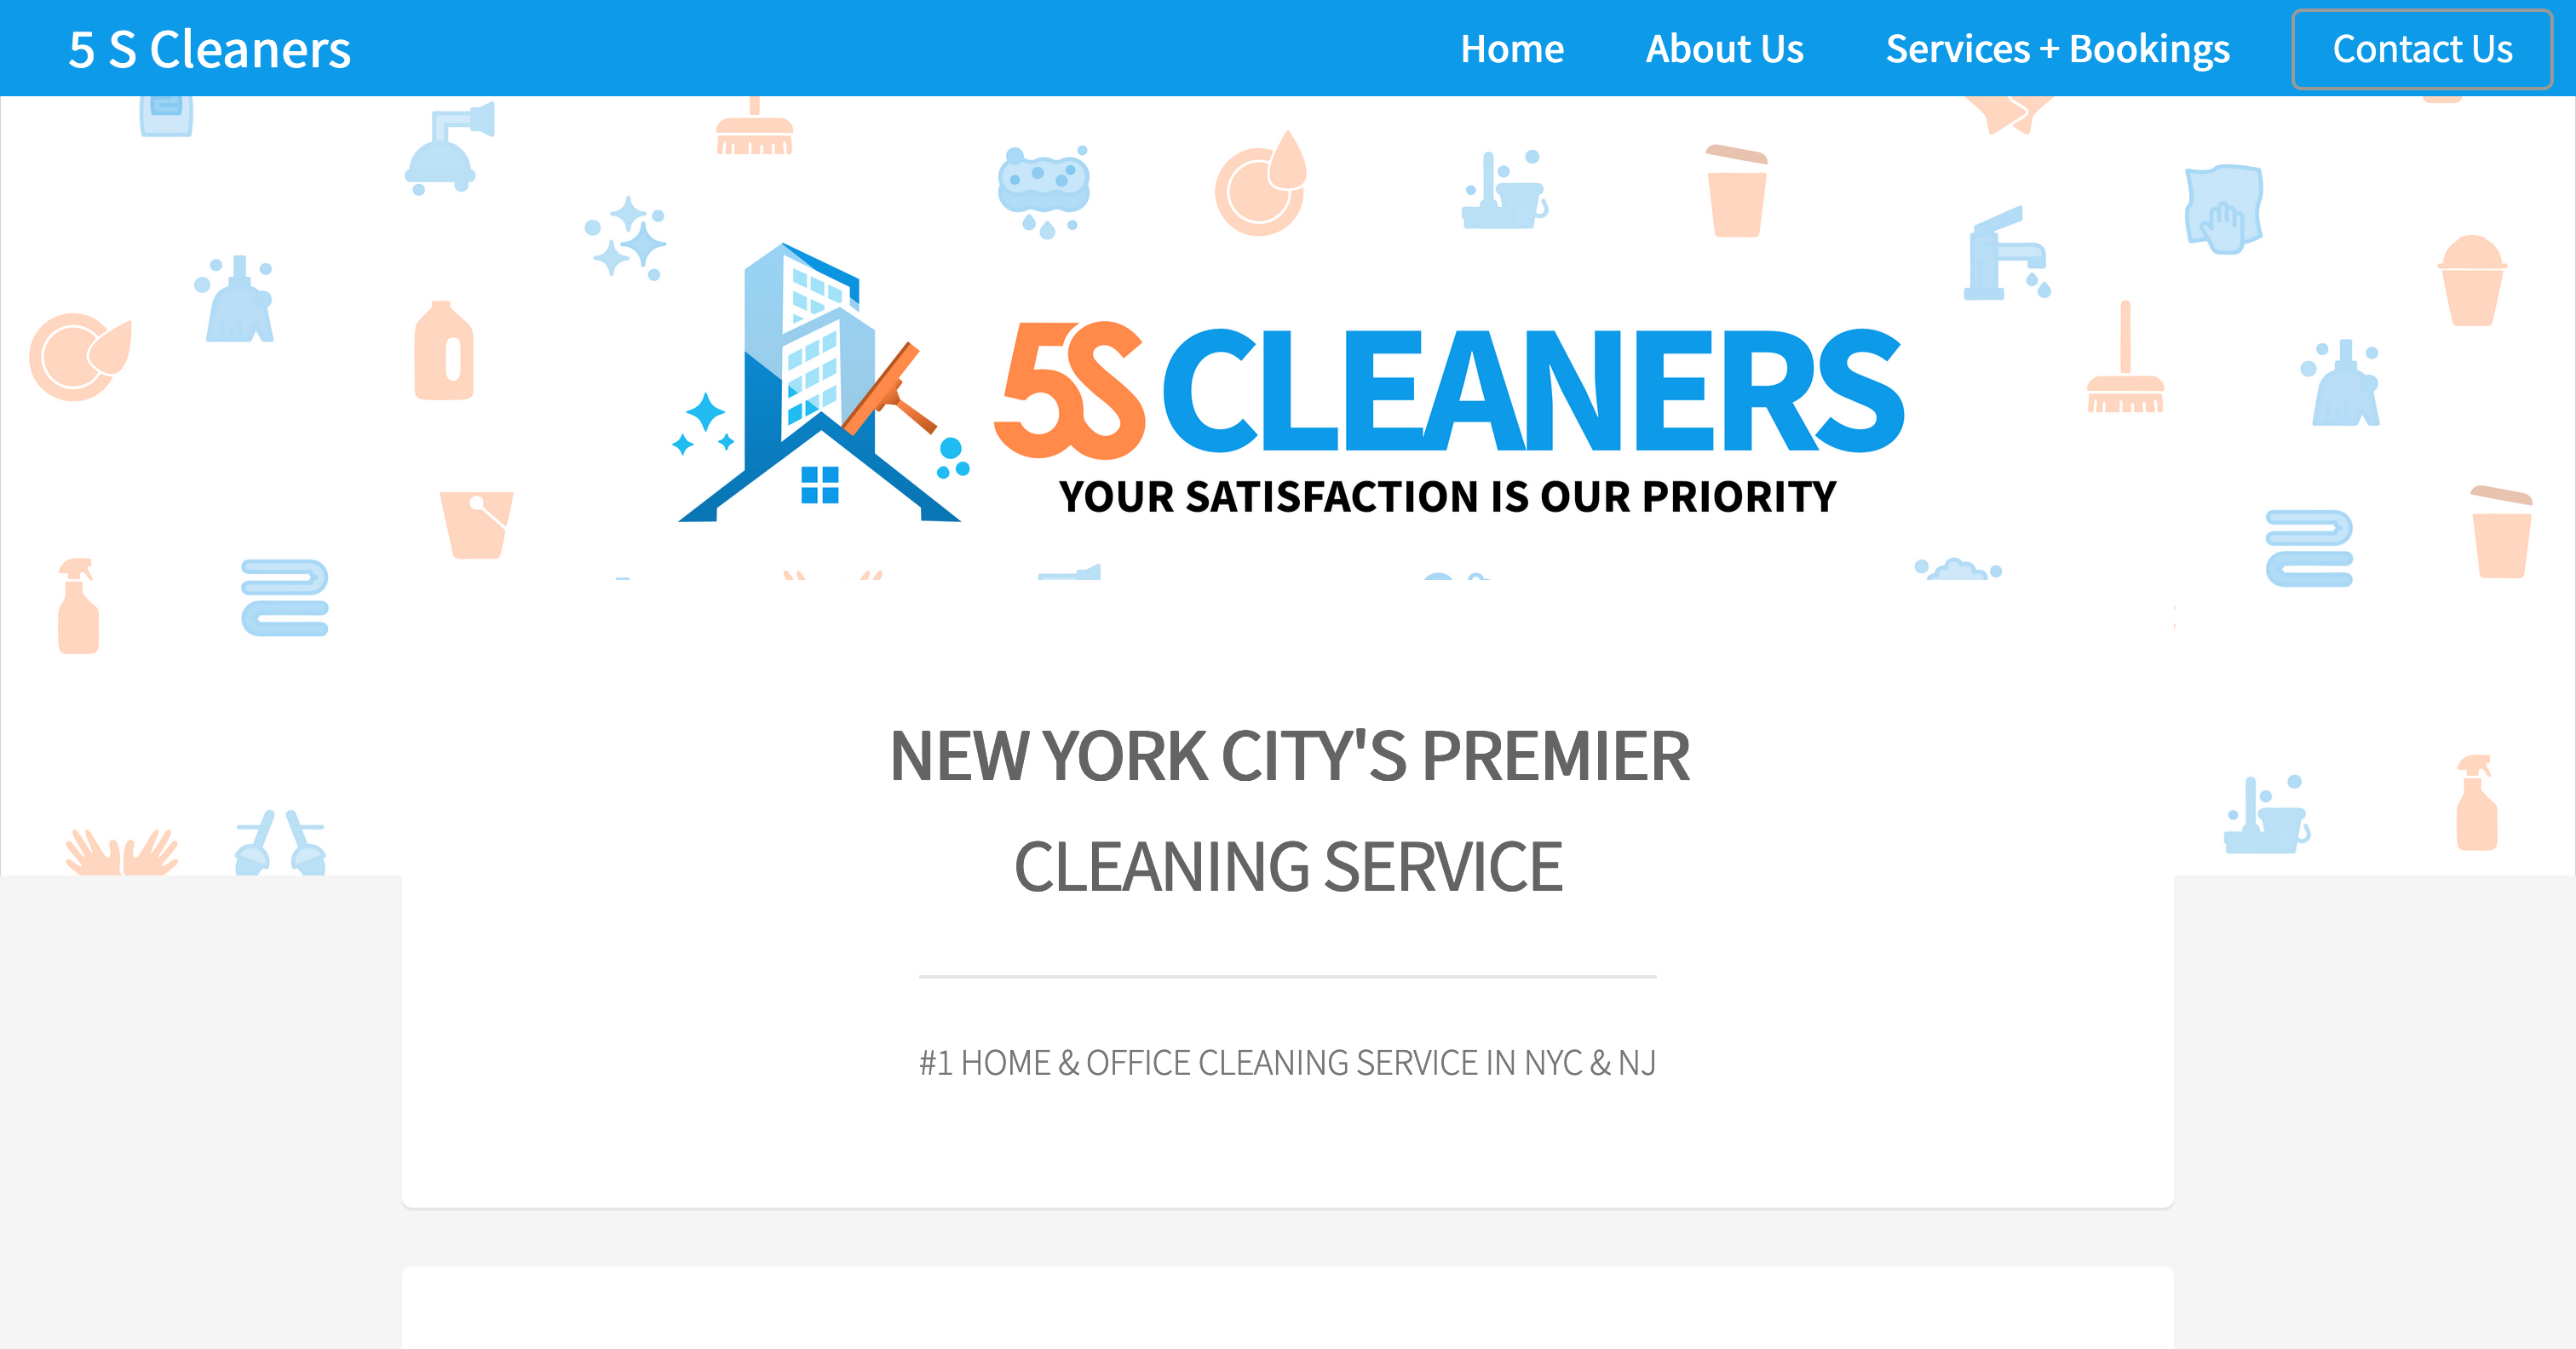 5 S Cleaners
Home
About Us
Services + Bookings
Contact Us
5S CLEANERS
YOUR SATISFACTION IS OUR PRIORITY
NEW YORK CITY'S PREMIER
CLEANING SERVICE
#1 HOME & OFFICE CLEANING SERVICE IN NYC & NJ